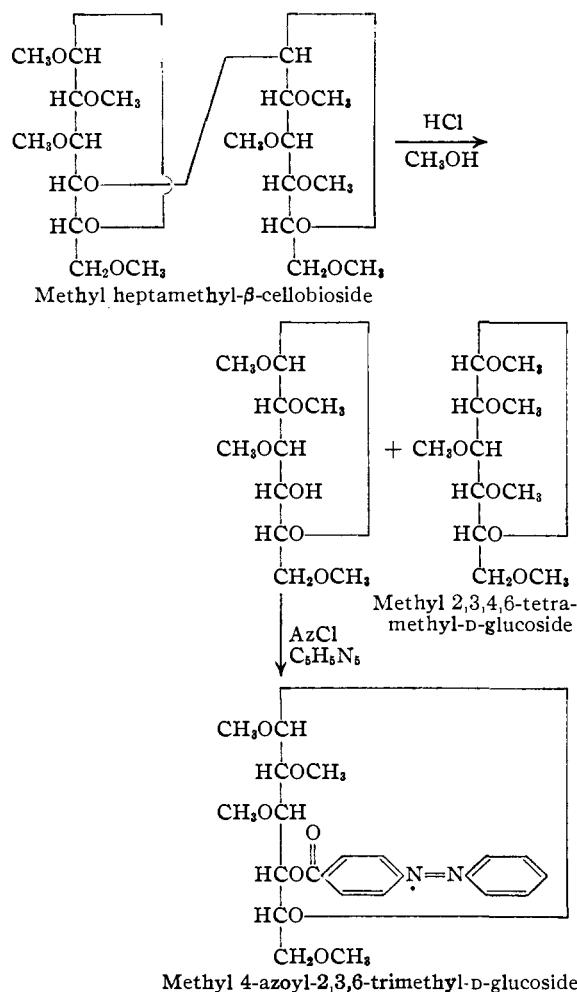 CH₃OCH CH
HCOCH₃ HCOCH₃
CH₃OCH CH₃OCH
HCO HCOCH₃
HCO HCO
CH₂OCH₃ CH₂OCH₃
HCl
CH₃OH
Methyl heptamethyl-β-cellobioside
CH₃OCH HCOCH₃
HCOCH₃ HCOCH₃
CH₃OCH + CH₃OCH
HCOH HCOCH₃
HCO HCO
CH₂OCH₃ CH₂OCH₃
Methyl 2,3,4,6-tetra-
methyl-D-glucoside
AzCl
C₅H₅N₅
CH₃OCH
HCOCH₃
CH₃OCH
O
HCOC N=N
HCO
CH₂OCH₃
Methyl 4-azoyl-2,3,6-trimethyl-D-glucoside